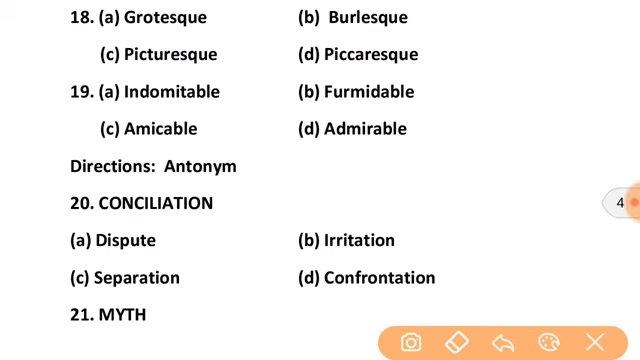 18. (a) Grotesque (b) Burlesque
(c) Picturesque (d) Piccaresque
19. (a) Indomitable (b) Furmidable
(c) Amicable (d) Admirable
Directions: Antonym
20. CONCILIATION
4
(a) Dispute (b) Irritation
(c) Separation (d) Confrontation
21. MYTH